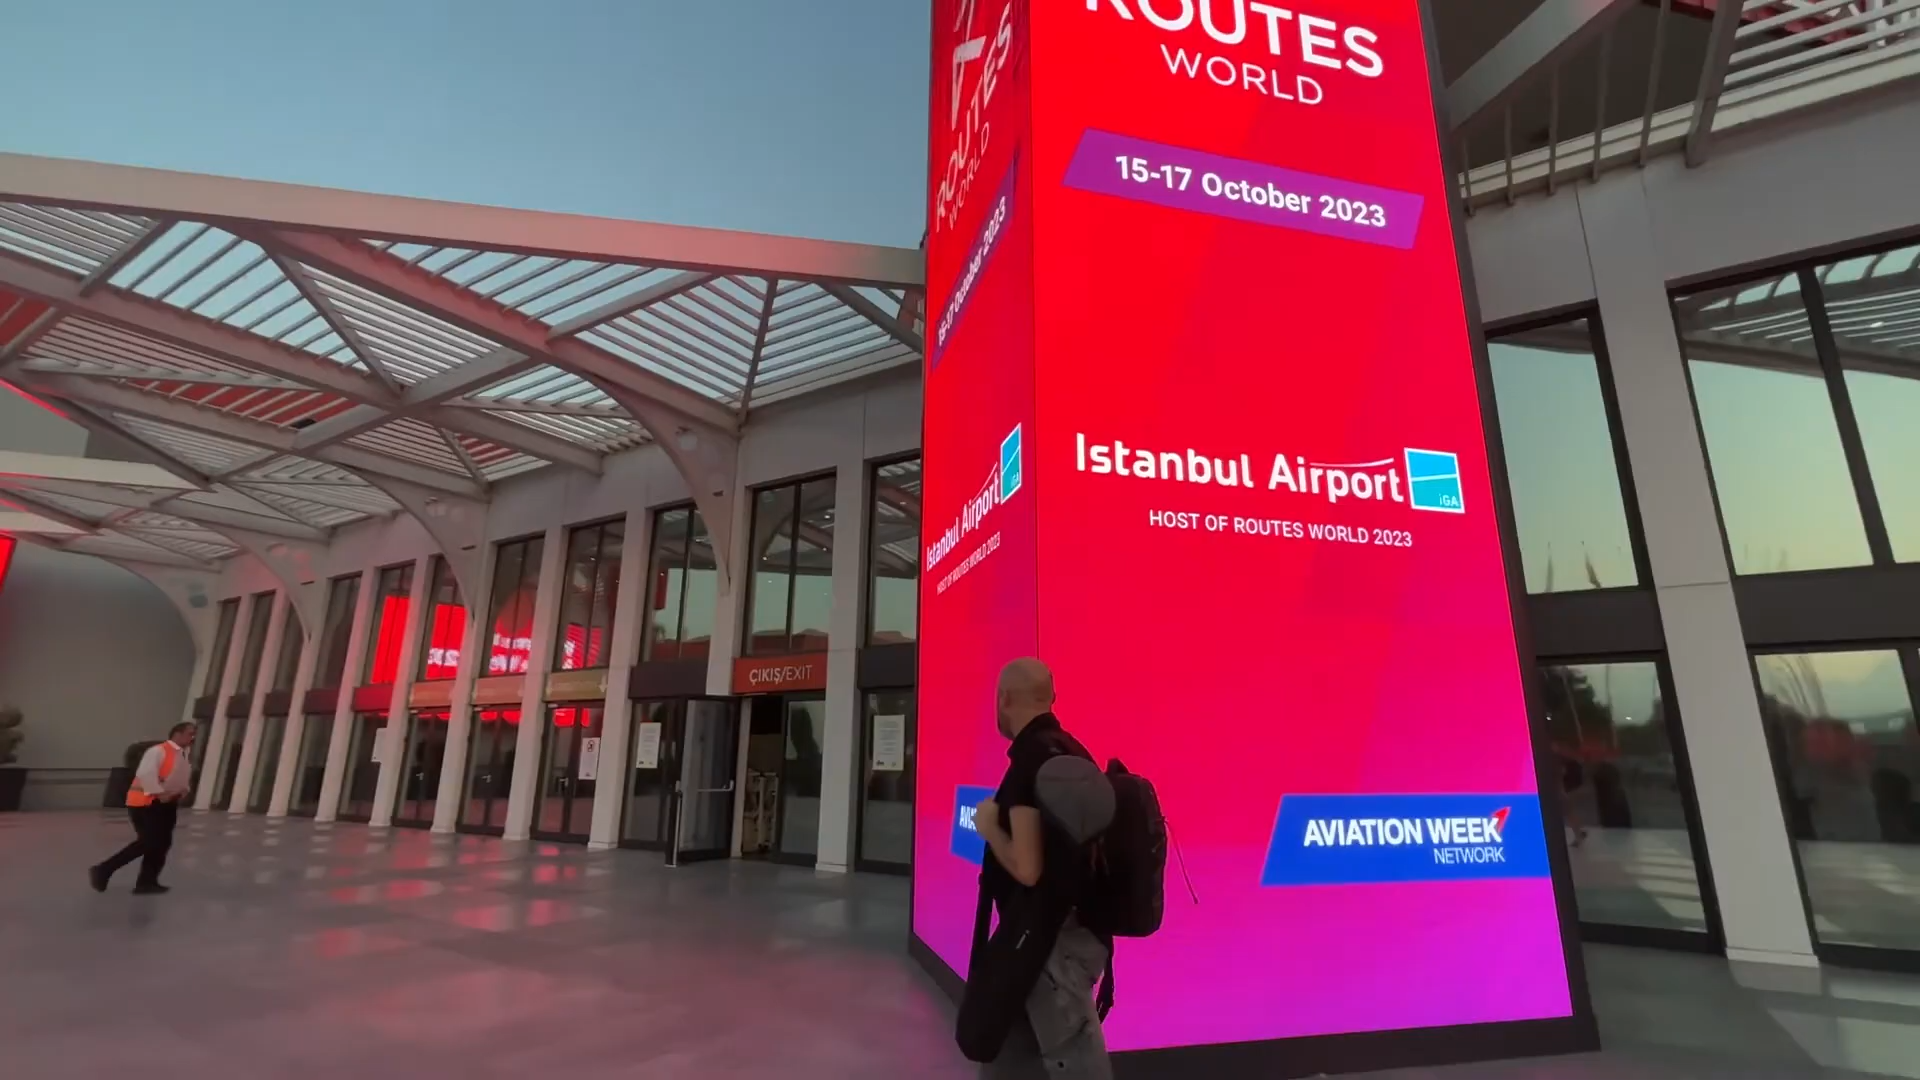 ROUTES
WORLD
15-17 October 2023
Istanbul Airport
iGA
HOST OF ROUTES WORLD 2023
AVIATION WEEK
NETWORK
ROUTES
WORLD
15-17 October 2023
Istanbul Airport
iGA
HOST OF ROUTES WORLD 2023
ÇIKIŞ/EXIT